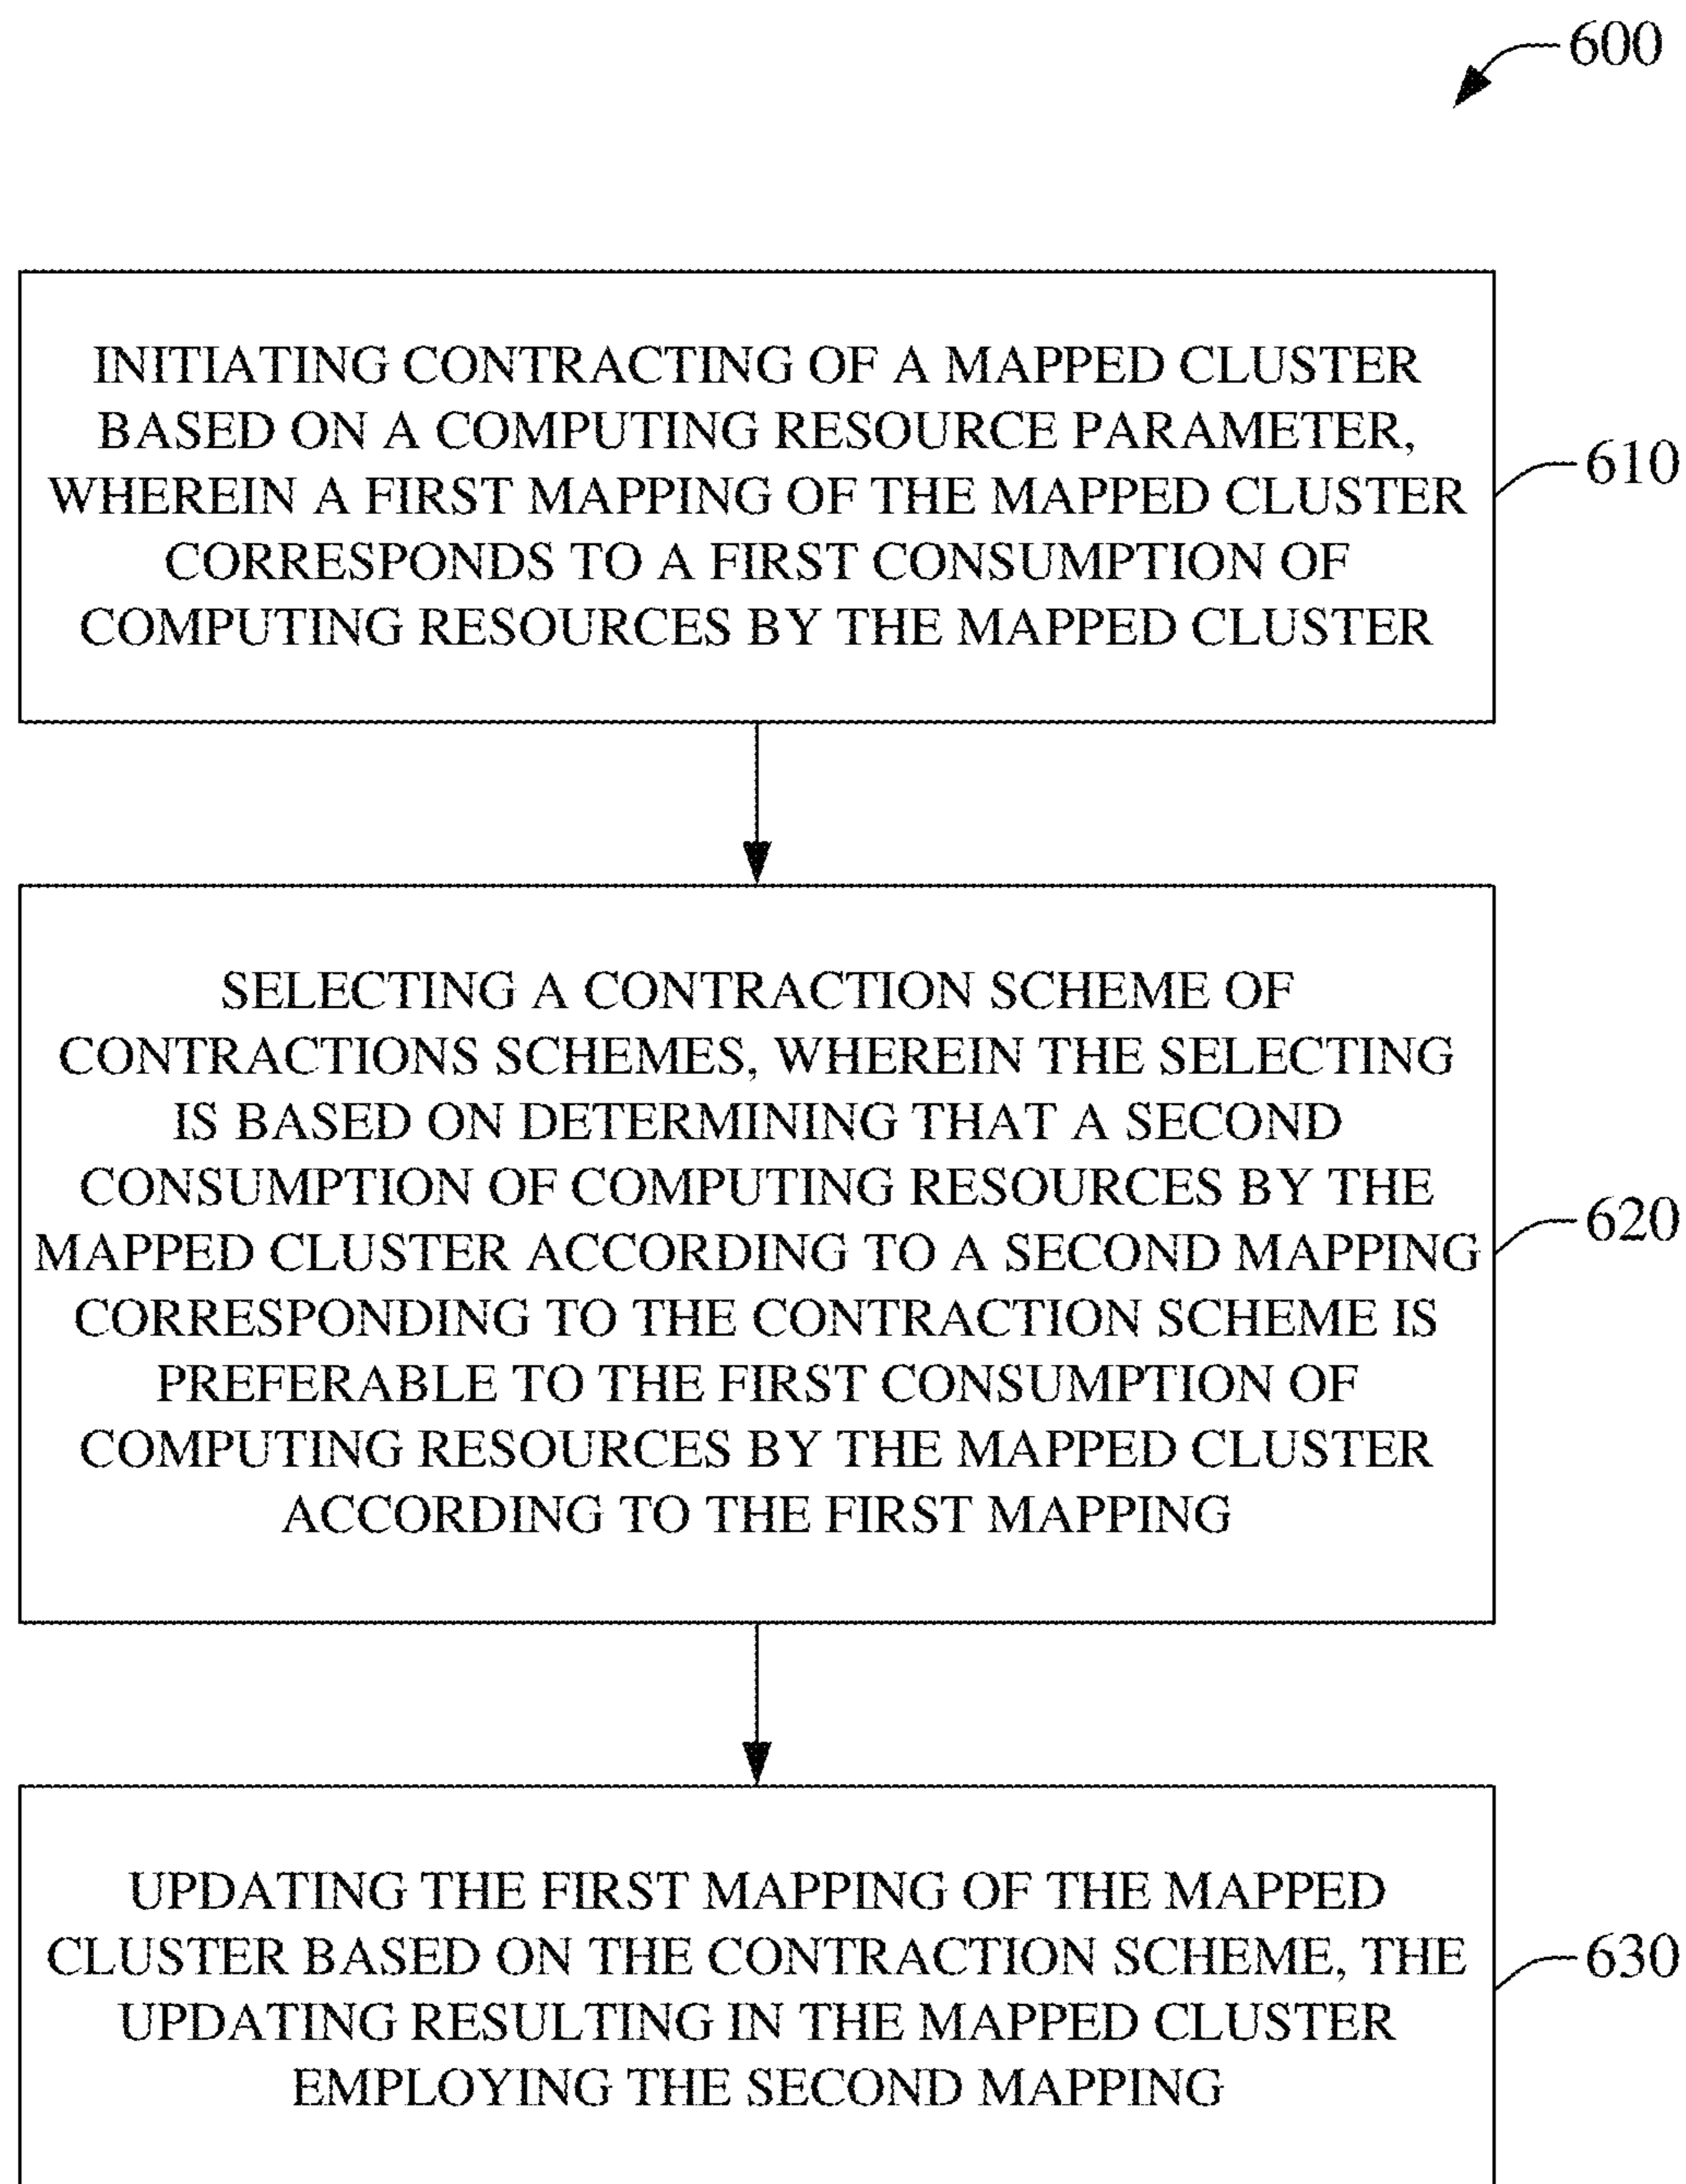 600
INITIATING CONTRACTING OF A MAPPED CLUSTER
BASED ON A COMPUTING RESOURCE PARAMETER,
WHEREIN A FIRST MAPPING OF THE MAPPED CLUSTER
CORRESPONDS TO A FIRST CONSUMPTION OF
COMPUTING RESOURCES BY THE MAPPED CLUSTER
610
SELECTING A CONTRACTION SCHEME OF
CONTRACTIONS SCHEMES, WHEREIN THE SELECTING
IS BASED ON DETERMINING THAT A SECOND
CONSUMPTION OF COMPUTING RESOURCES BY THE
MAPPED CLUSTER ACCORDING TO A SECOND MAPPING
CORRESPONDING TO THE CONTRACTION SCHEME IS
PREFERABLE TO THE FIRST CONSUMPTION OF
COMPUTING RESOURCES BY THE MAPPED CLUSTER
ACCORDING TO THE FIRST MAPPING
620
UPDATING THE FIRST MAPPING OF THE MAPPED
CLUSTER BASED ON THE CONTRACTION SCHEME, THE
UPDATING RESULTING IN THE MAPPED CLUSTER
EMPLOYING THE SECOND MAPPING
630